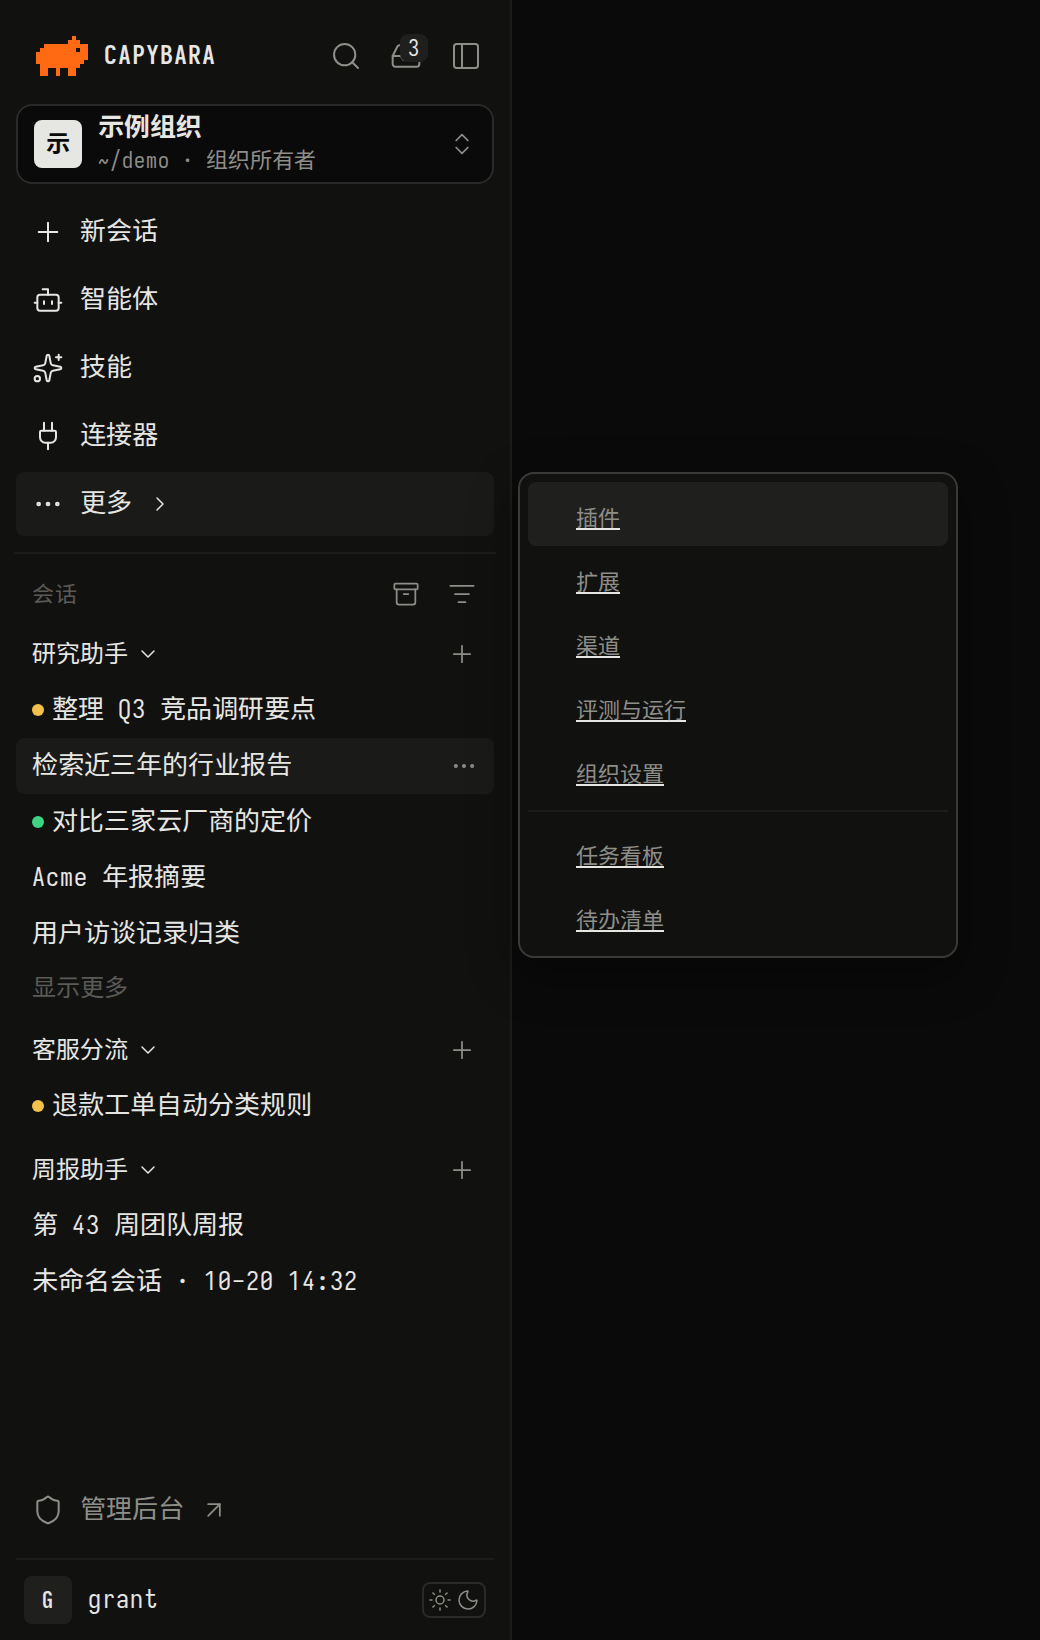 CAPYBARA
3
示
示例组织
~/demo · 组织所有者
新会话
智能体
技能
连接器
更多
会话
研究助手
整理 Q3 竞品调研要点
检索近三年的行业报告
对比三家云厂商的定价
Acme 年报摘要
用户访谈记录归类
显示更多
客服分流
退款工单自动分类规则
周报助手
第 43 周团队周报
未命名会话 · 10-20 14:32
管理后台
G
grant
插件
扩展
渠道
评测与运行
组织设置
任务看板
待办清单